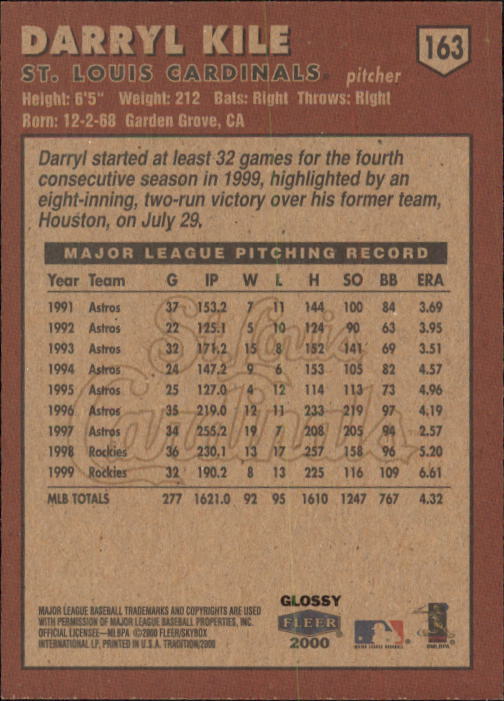 DARRYL KILE
163
ST. LOUIS CARDINALS® pitcher
Height: 6'5" Weight: 212 Bats: Right Throws: Right
Born: 12-2-68 Garden Grove, CA
Darryl started at least 32 games for the fourth
consecutive season in 1999, highlighted by an
eight-inning, two-run victory over his former team,
Houston, on July 29.
MAJOR LEAGUE PITCHING RECORD
Year Team G IP W L H SO BB ERA
1991 Astros 37 153.2 7 11 144 100 84 3.69
1992 Astros 22 125.1 5 10 124 90 63 3.95
1993 Astros 32 171.2 15 8 152 141 69 3.51
1994 Astros 24 147.2 9 6 153 105 82 4.57
1995 Astros 25 127.0 4 12 114 113 73 4.96
1996 Astros 35 219.0 12 11 233 219 97 4.19
1997 Astros 34 255.2 19 7 208 205 94 2.57
1998 Rockies 36 230.1 13 17 257 158 96 5.20
1999 Rockies 32 190.2 8 13 225 116 109 6.61
MLB TOTALS 277 1621.0 92 95 1610 1247 767 4.32
St. Louis
Cardinals
MAJOR LEAGUE BASEBALL TRADEMARKS AND COPYRIGHTS ARE USED
WITH PERMISSION OF MAJOR LEAGUE BASEBALL PROPERTIES, INC.
OFFICIAL LICENSEE—MLBPA ©2000 FLEER/SKYBOX
INTERNATIONAL LP. PRINTED IN U.S.A. TRADITION/2000
GLOSSY
FLEER
2000
MAJOR LEAGUE BASEBALL